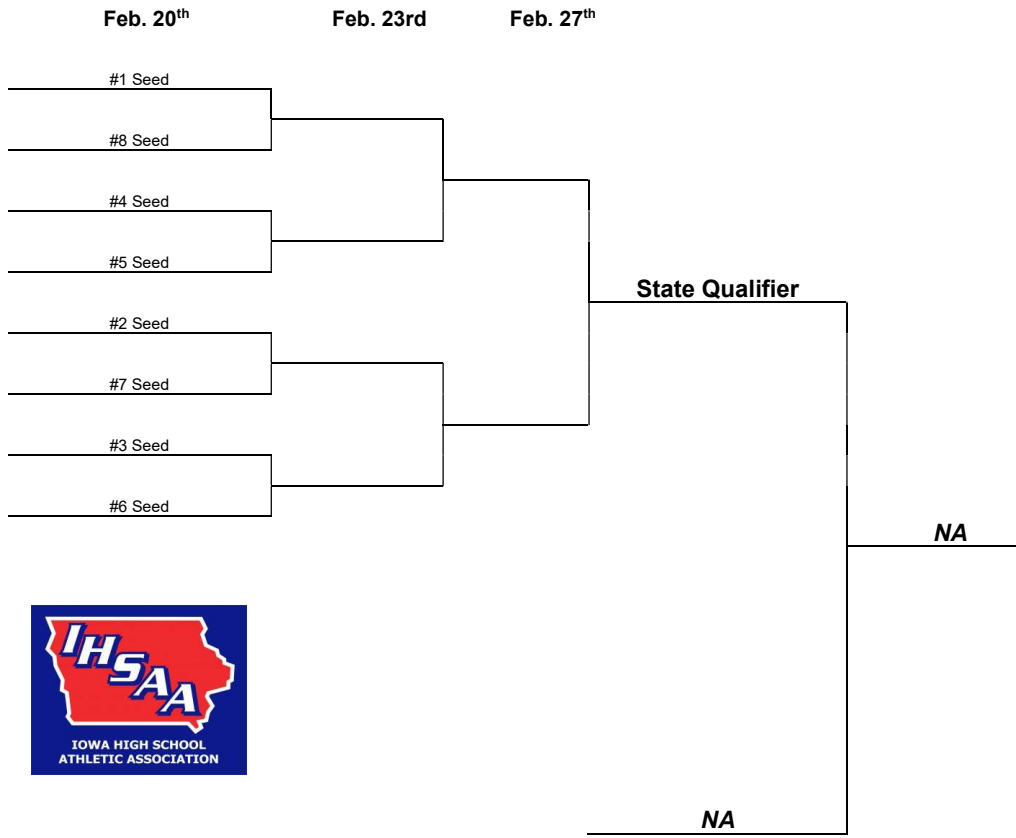 Feb. 20th Feb. 23rd Feb. 27th
#1 Seed
#8 Seed
#4 Seed
#5 Seed
State Qualifier
#2 Seed
#7 Seed
#3 Seed
#6 Seed
NA
IHSAA
IOWA HIGH SCHOOL
ATHLETIC ASSOCIATION
NA